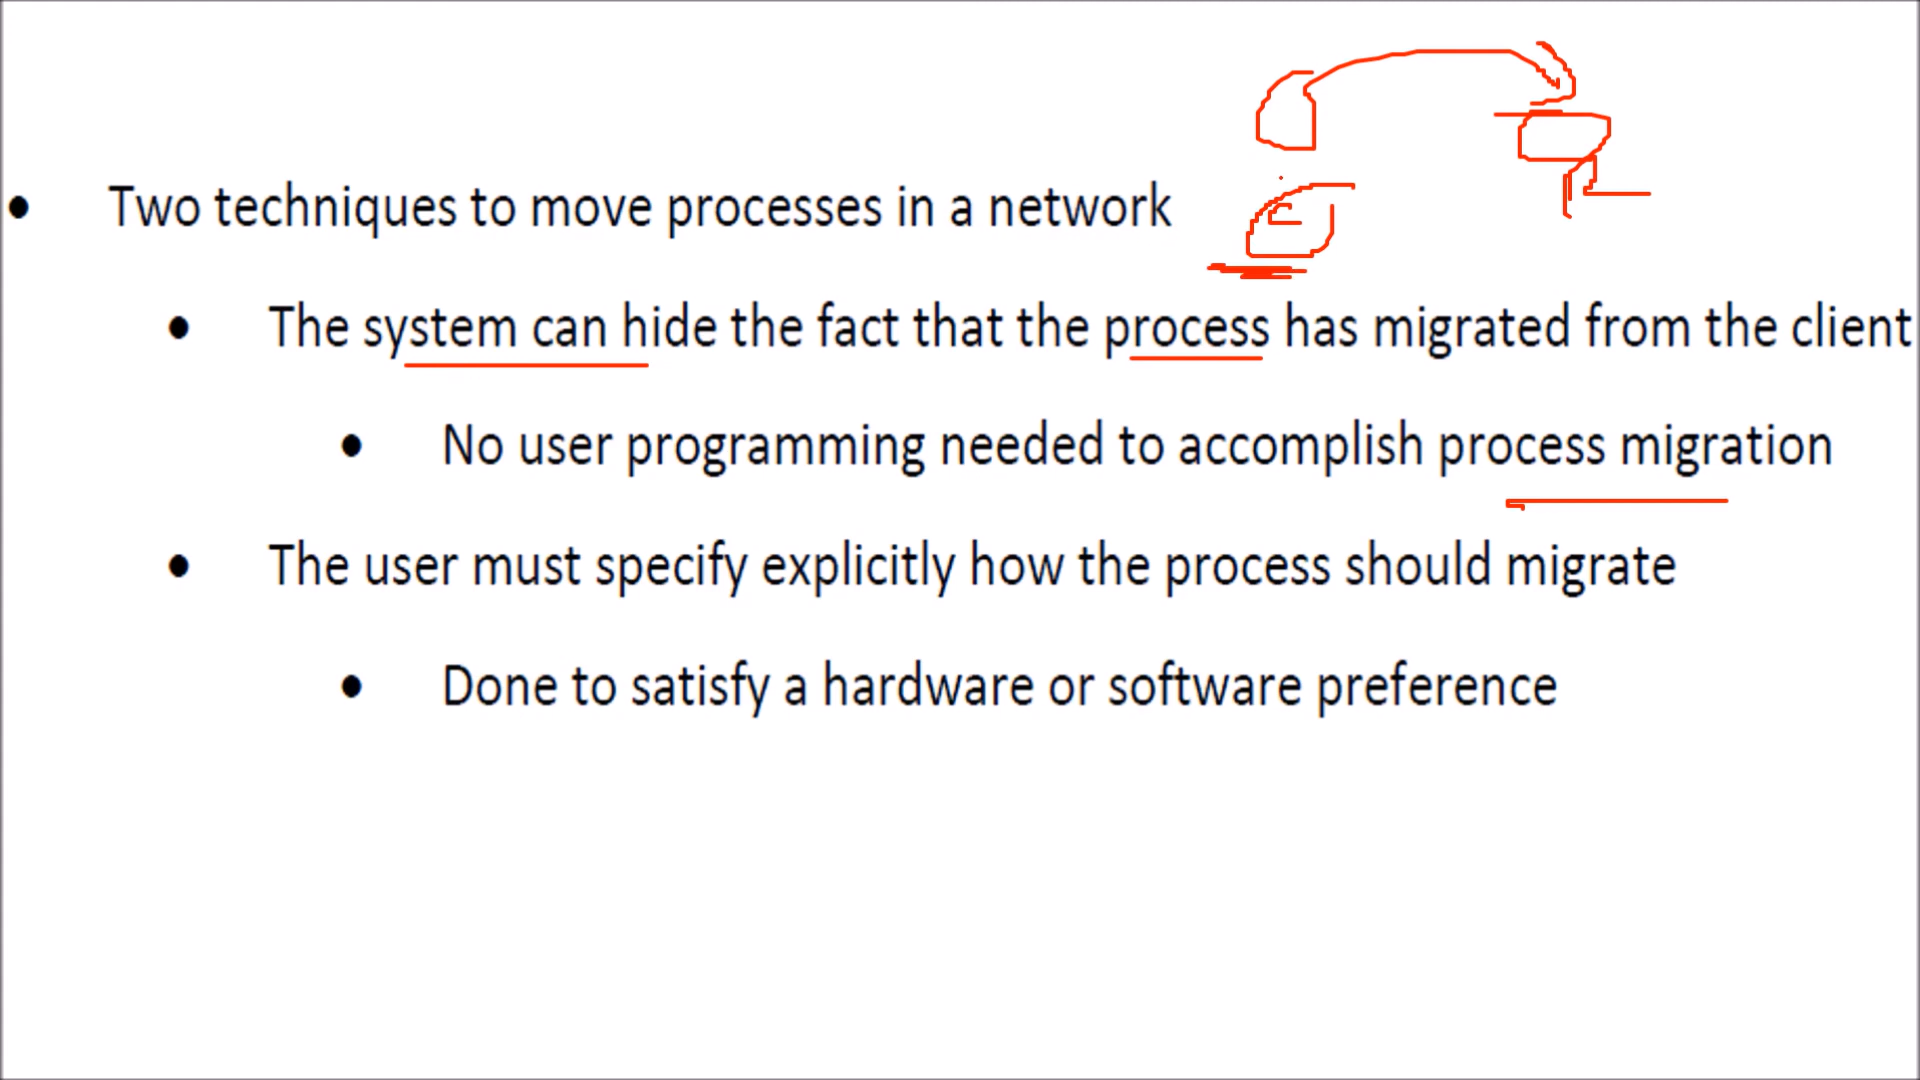 • Two techniques to move processes in a network
• The system can hide the fact that the process has migrated from the client
• No user programming needed to accomplish process migration
• The user must specify explicitly how the process should migrate
• Done to satisfy a hardware or software preference